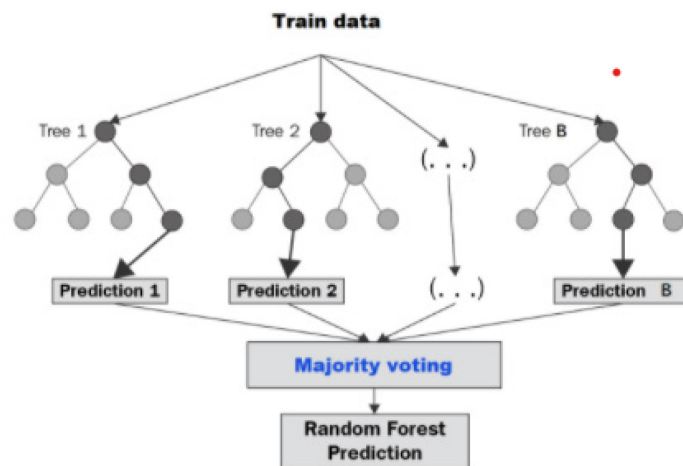 Train data
Tree 1
Tree 2
(. . .)
Tree B
Prediction 1
Prediction 2
(. . .)
Prediction B
Majority voting
Random Forest
Prediction